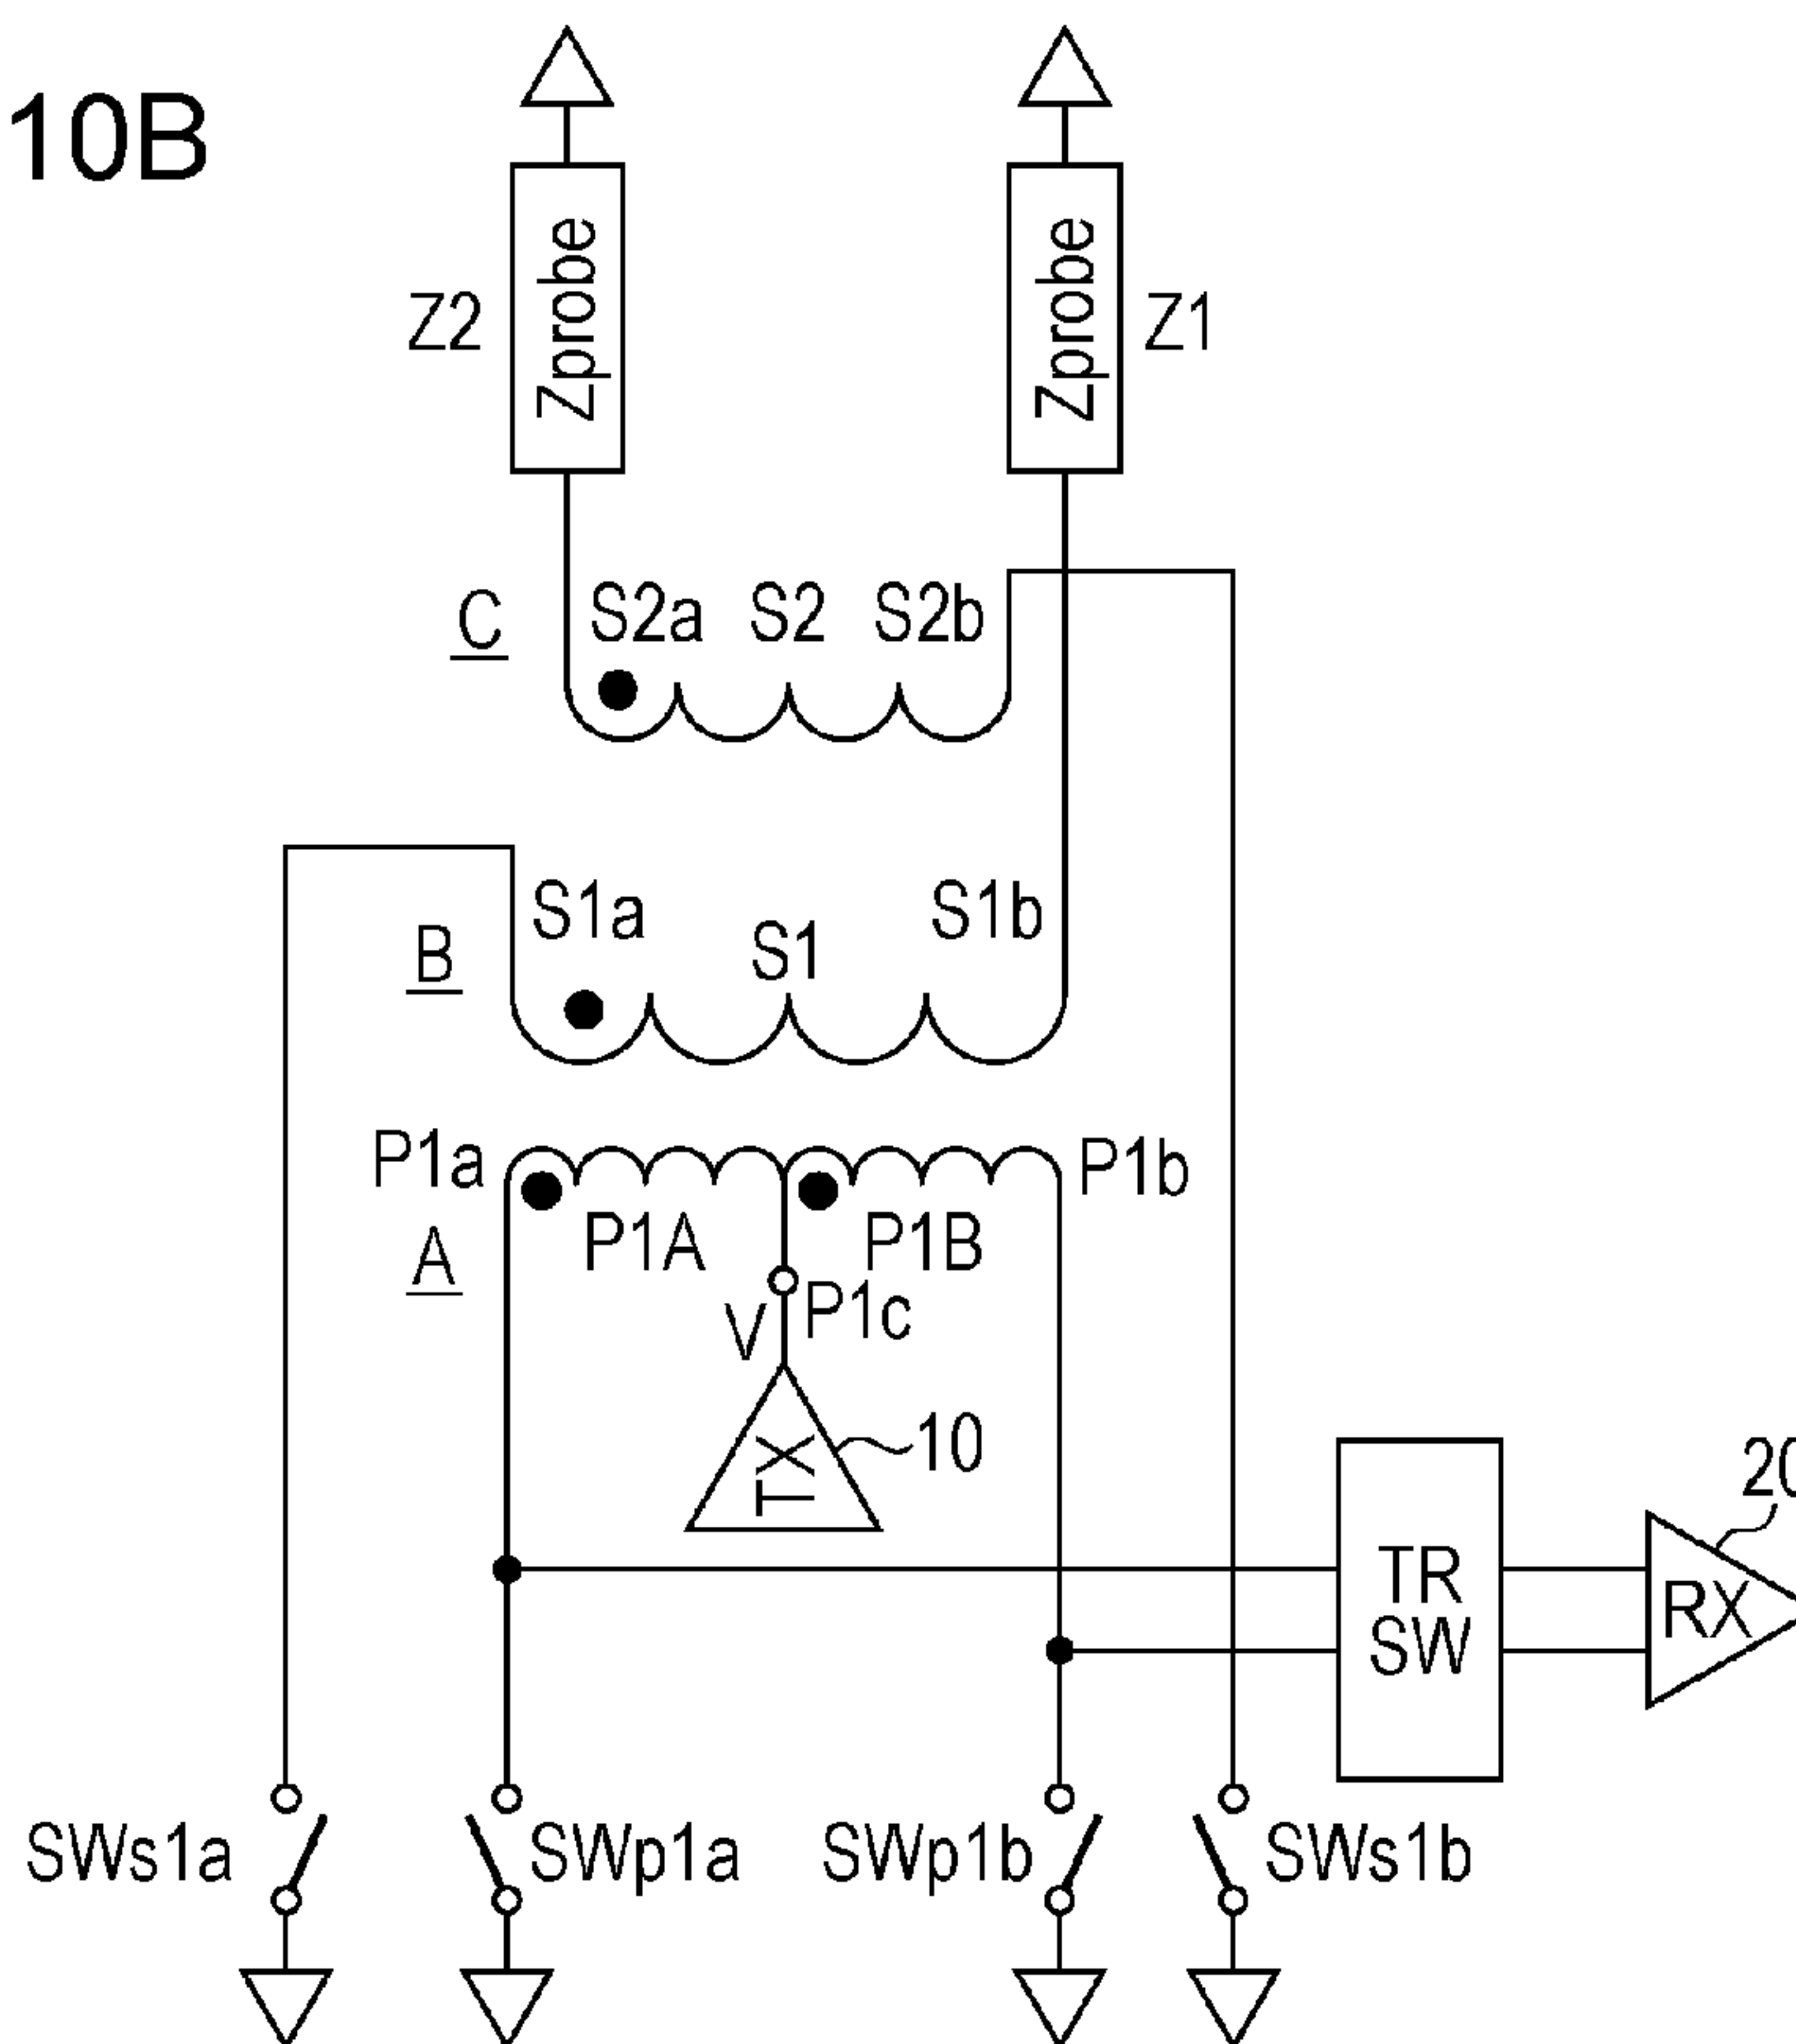 10B
Zprobe
Zprobe
Z2
Z1
C
S2a
S2
S2b
S1a
S1
S1b
B
P1a
P1b
P1A
P1B
A
P1c
V
TX
10
20
TR
SW
RX
SWs1a
SWp1a
SWp1b
SWs1b